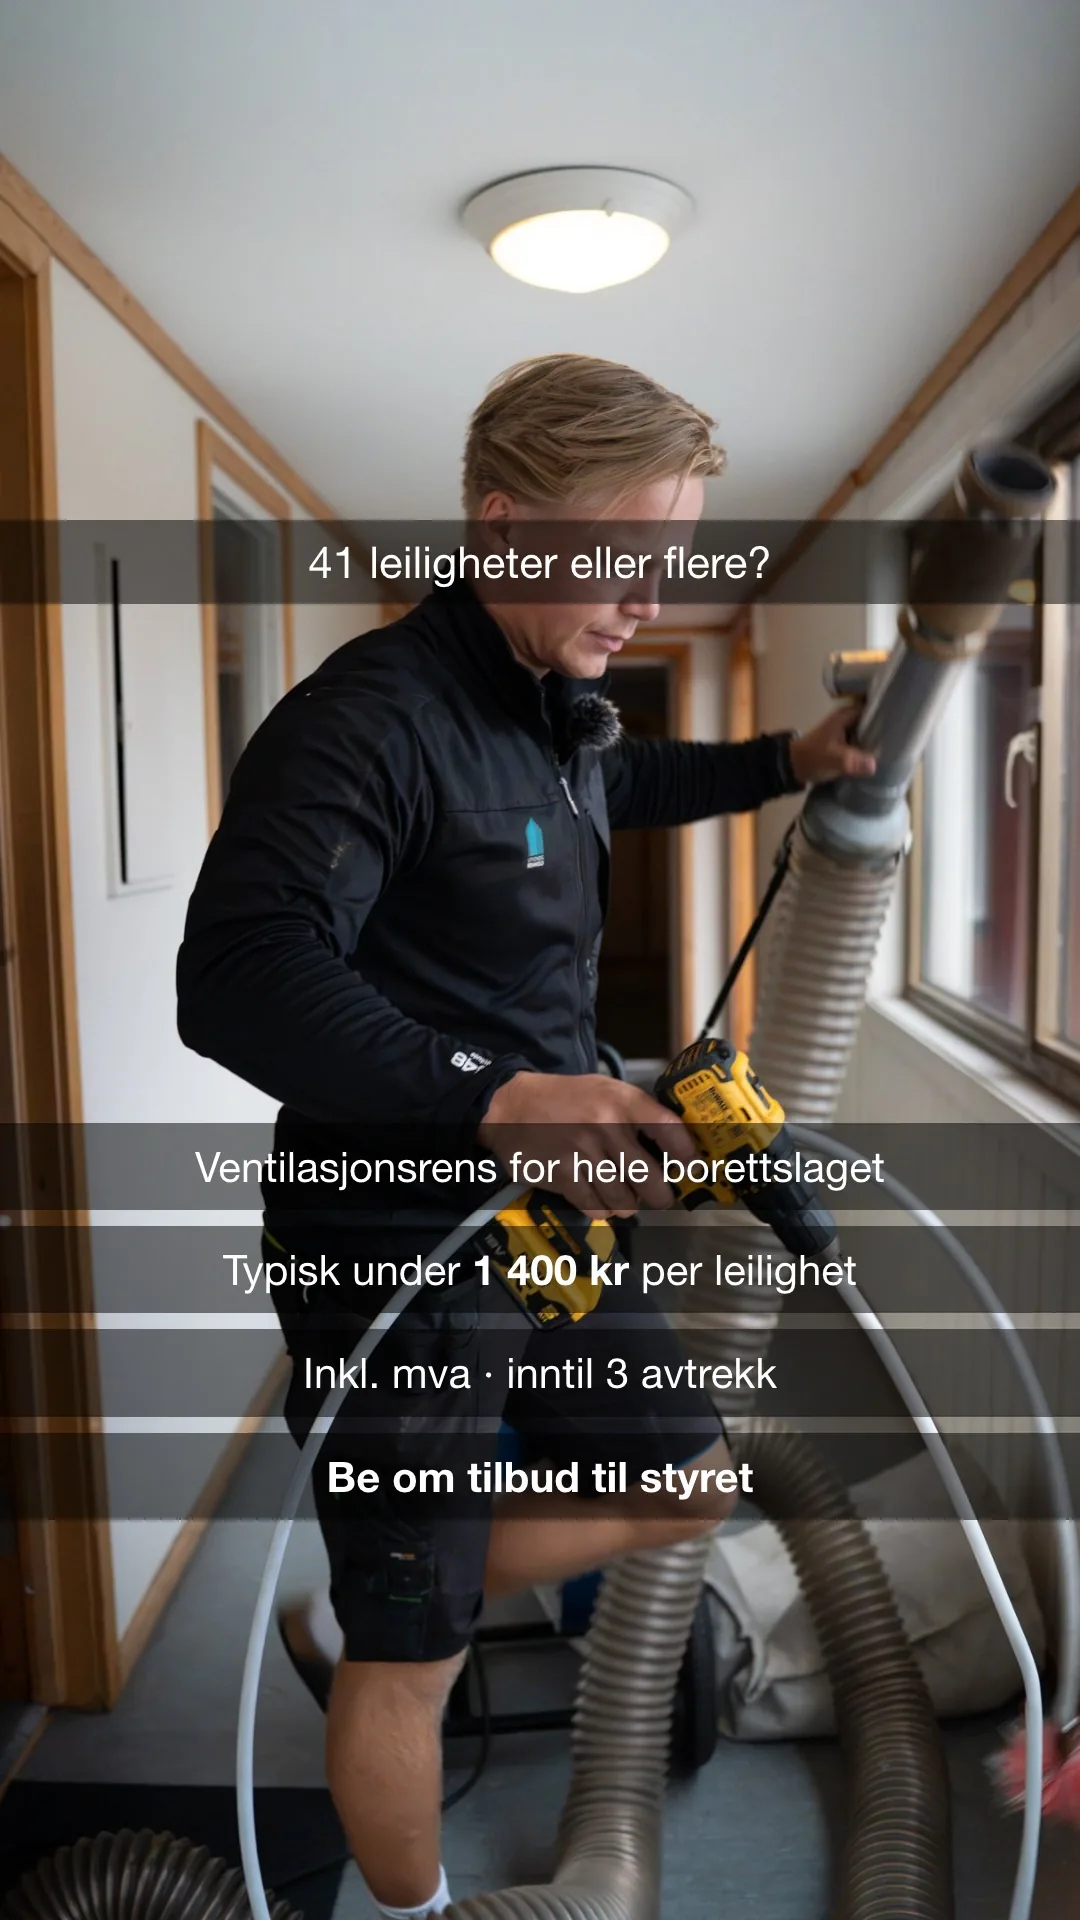 41 leiligheter eller flere?
Ventilasjonsrens for hele borettslaget
Typisk under 1 400 kr per leilighet
Inkl. mva · inntil 3 avtrekk
Be om tilbud til styret